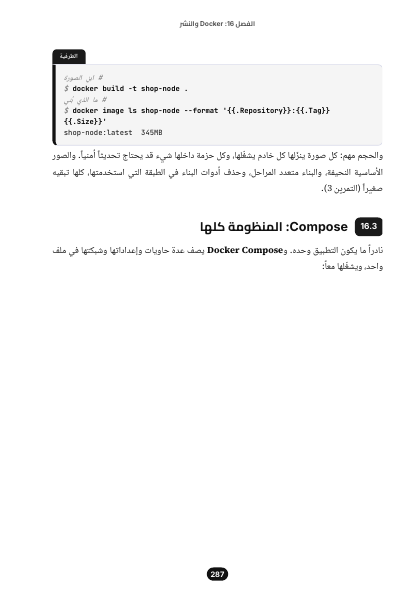 الفصل 16: Docker والنشر
الطرفية
# ابنِ الصورة
$ docker build -t shop-node .
# ما الذي بُني
$ docker image ls shop-node --format '{{.Repository}}:{{.Tag}}
{{.Size}}'
shop-node:latest  345MB
والحجم مهم: كل صورة ينزّلها كل خادم يشغّلها، وكل حزمة داخلها شيء قد يحتاج تحديثاً أمنياً. والصور
الأساسية النحيفة، والبناء متعدد المراحل، وحذف أدوات البناء في الطبقة التي استخدمتها، كلها تبقيه
صغيراً (التمرين 3).
16.3 Compose: المنظومة كلها
نادراً ما يكون التطبيق وحده. وDocker Compose يصف عدة حاويات وإعداداتها وشبكتها في ملف
واحد، ويشغّلها معاً:
287